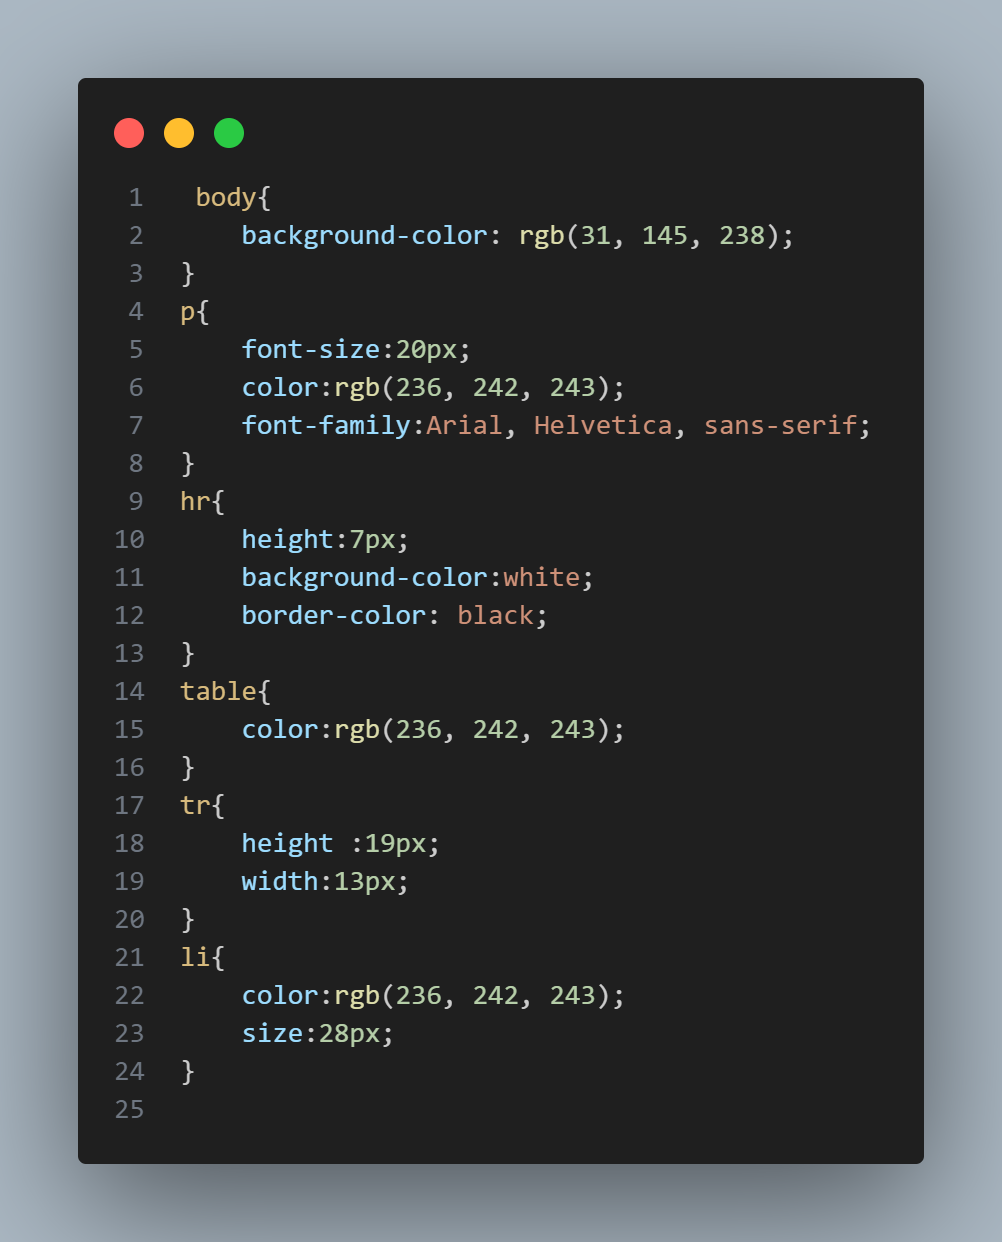 1 body{
2 background-color: rgb(31, 145, 238);
3 }
4 p{
5 font-size:20px;
6 color:rgb(236, 242, 243);
7 font-family:Arial, Helvetica, sans-serif;
8 }
9 hr{
10 height:7px;
11 background-color:white;
12 border-color: black;
13 }
14 table{
15 color:rgb(236, 242, 243);
16 }
17 tr{
18 height :19px;
19 width:13px;
20 }
21 li{
22 color:rgb(236, 242, 243);
23 size:28px;
24 }
25